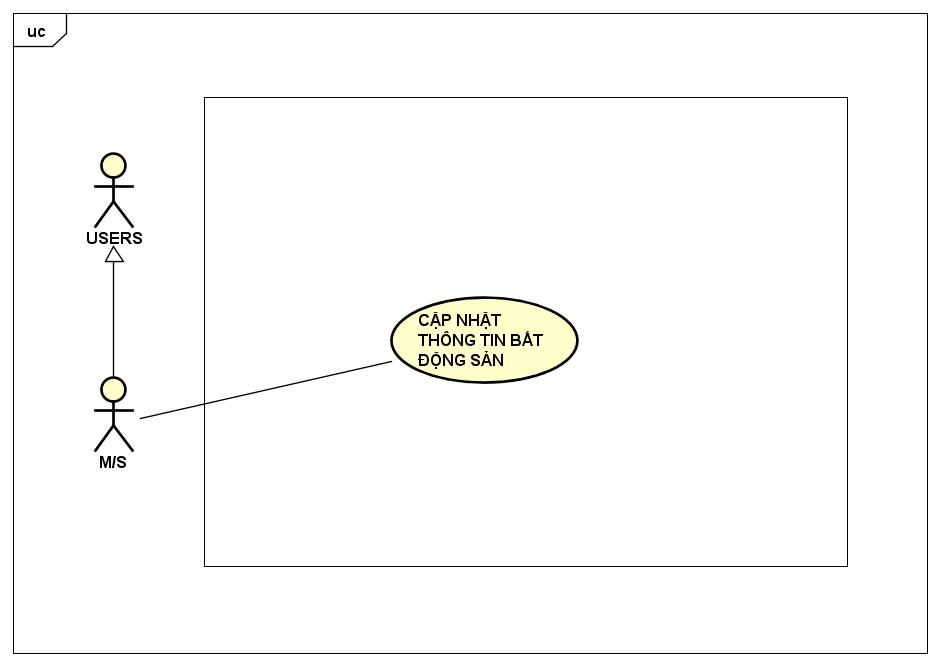 uc
USERS
CẬP NHẬT
THÔNG TIN BẤT
ĐỘNG SẢN
M/S